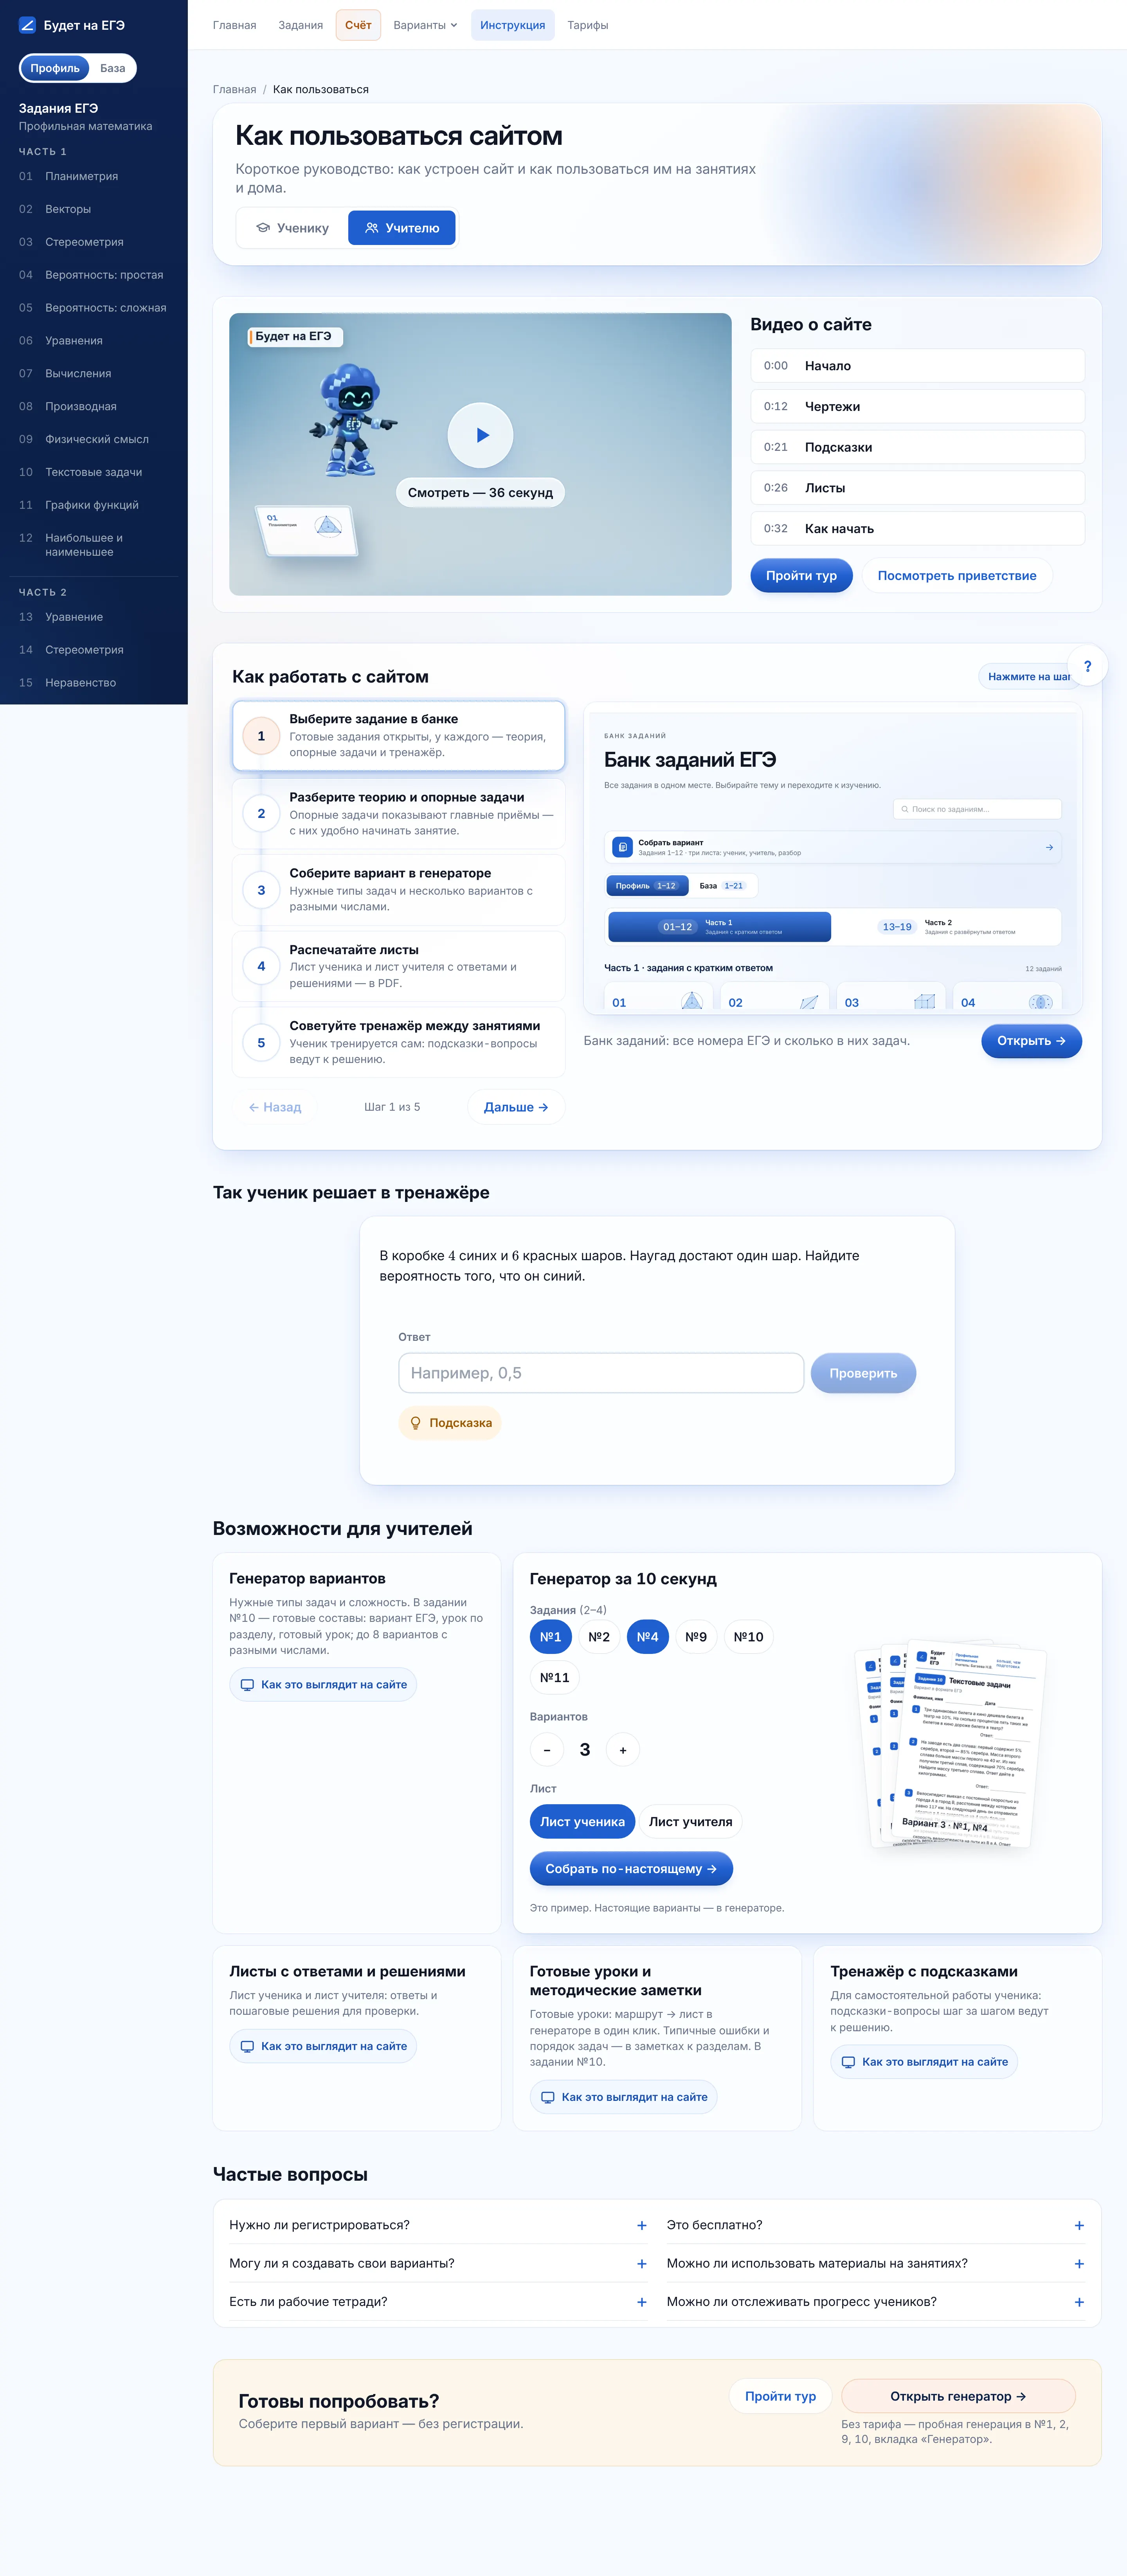 Будет на ЕГЭ
Профиль
База
Задания ЕГЭ
Профильная математика
ЧАСТЬ 1
01 Планиметрия
02 Векторы
03 Стереометрия
04 Вероятность: простая
05 Вероятность: сложная
06 Уравнения
07 Вычисления
08 Производная
09 Физический смысл
10 Текстовые задачи
11 Графики функций
12 Наибольшее и
наименьшее
ЧАСТЬ 2
13 Уравнение
14 Стереометрия
15 Неравенство
Главная Задания Счёт Варианты Инструкция Тарифы
Главная / Как пользоваться
Как пользоваться сайтом
Короткое руководство: как устроен сайт и как пользоваться им на занятиях
и дома.
Ученику
Учителю
Будет на ЕГЭ
ЕГЭ
Смотреть — 36 секунд
01
Планиметрия
Видео о сайте
0:00 Начало
0:12 Чертежи
0:21 Подсказки
0:26 Листы
0:32 Как начать
Пройти тур
Посмотреть приветствие
Как работать с сайтом
Нажмите на шаг
?
1
Выберите задание в банке
Готовые задания открыты, у каждого — теория,
опорные задачи и тренажёр.
2
Разберите теорию и опорные задачи
Опорные задачи показывают главные приёмы —
с них удобно начинать занятие.
3
Соберите вариант в генераторе
Нужные типы задач и несколько вариантов с
разными числами.
4
Распечатайте листы
Лист ученика и лист учителя с ответами и
решениями — в PDF.
5
Советуйте тренажёр между занятиями
Ученик тренируется сам: подсказки-вопросы
ведут к решению.
← Назад
Шаг 1 из 5
Дальше →
БАНК ЗАДАНИЙ
Банк заданий ЕГЭ
Все задания в одном месте. Выбирайте тему и переходите к изучению.
Поиск по заданиям...
Собрать вариант
Задания 1–12 · три листа: ученик, учитель, разбор
→
Профиль 1–12
База 1–21
01–12
Часть 1
Задания с кратким ответом
13–19
Часть 2
Задания с развёрнутым ответом
Часть 1 · задания с кратким ответом
12 заданий
01 02 03 04
Банк заданий: все номера ЕГЭ и сколько в них задач.
Открыть →
Так ученик решает в тренажёре
В коробке 4 синих и 6 красных шаров. Наугад достают один шар. Найдите
вероятность того, что он синий.
Ответ
Например, 0,5
Проверить
Подсказка
Возможности для учителей
Генератор вариантов
Нужные типы задач и сложность. В задании
№10 — готовые составы: вариант ЕГЭ, урок по
разделу, готовый урок; до 8 вариантов с
разными числами.
Как это выглядит на сайте
Генератор за 10 секунд
Задания (2–4)
№1 №2 №4 №9 №10
№11
Вариантов
– 3 +
Лист
Лист ученика
Лист учителя
Собрать по-настоящему →
Это пример. Настоящие варианты — в генераторе.
Будет
на
ЕГЭ
Профильная
математика
Задание 10 Текстовые задачи
Вариант в формате ЕГЭ
Фамилия, имя
Дата
Ответ:
Ответ:
Вариант 3 · №1, №4
Листы с ответами и решениями
Лист ученика и лист учителя: ответы и
пошаговые решения для проверки.
Как это выглядит на сайте
Готовые уроки и
методические заметки
Готовые уроки: маршрут → лист в
генераторе в один клик. Типичные ошибки и
порядок задач — в заметках к разделам. В
задании №10.
Как это выглядит на сайте
Тренажёр с подсказками
Для самостоятельной работы ученика:
подсказки-вопросы шаг за шагом ведут
к решению.
Как это выглядит на сайте
Частые вопросы
Нужно ли регистрироваться? +
Это бесплатно? +
Могу ли я создавать свои варианты? +
Можно ли использовать материалы на занятиях? +
Есть ли рабочие тетради? +
Можно ли отслеживать прогресс учеников? +
Готовы попробовать?
Соберите первый вариант — без регистрации.
Пройти тур
Открыть генератор →
Без тарифа — пробная генерация в №1, 2,
9, 10, вкладка «Генератор».